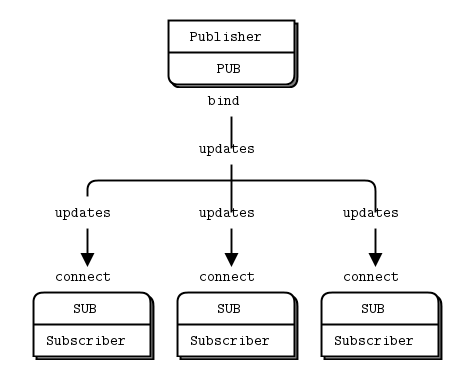 Publisher
PUB
bind
updates
updates updates updates
connect connect connect
SUB SUB SUB
Subscriber Subscriber Subscriber